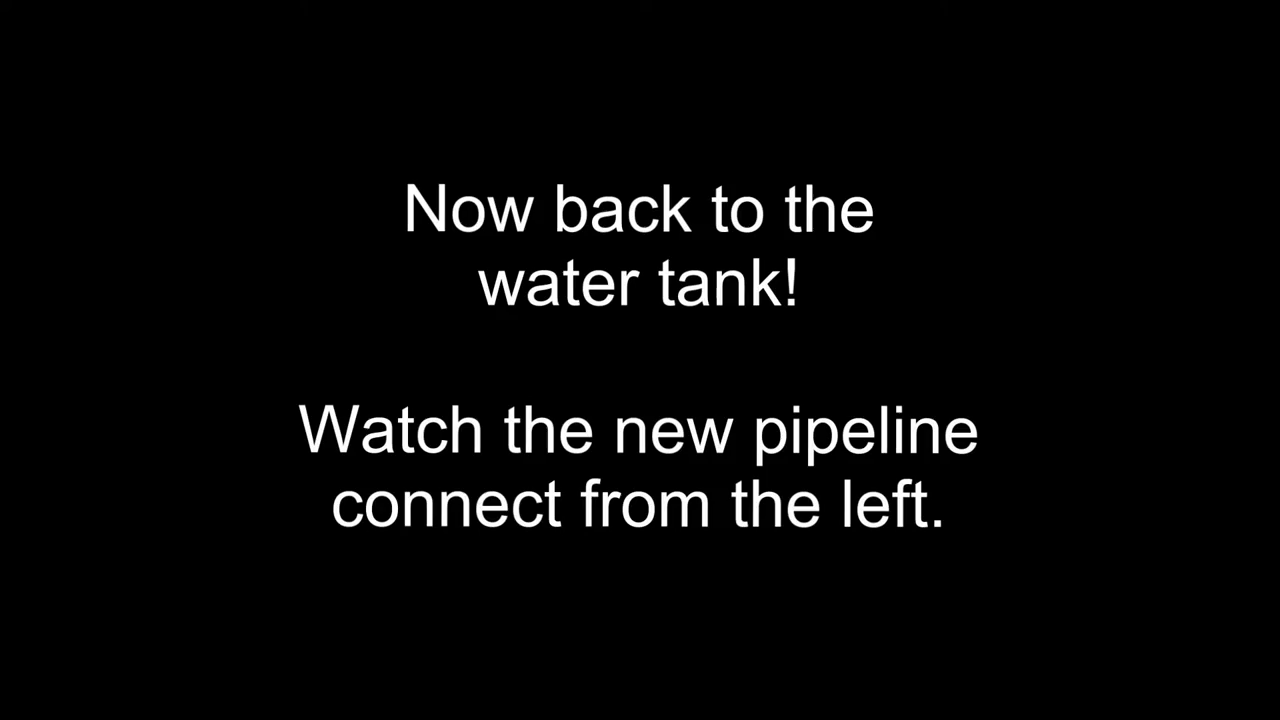 Now back to the
water tank!
Watch the new pipeline
connect from the left.